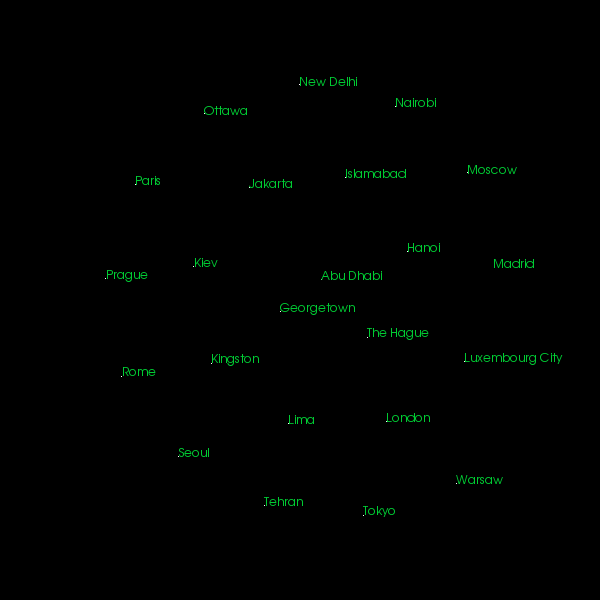 New Delhi
Nairobi
Ottawa
Moscow
Islamabad
Paris
Jakarta
Hanoi
Kiev
Madrid
Prague
Abu Dhabi
Georgetown
The Hague
Luxembourg City
Kingston
Rome
London
Lima
Seoul
Warsaw
Tehran
Tokyo